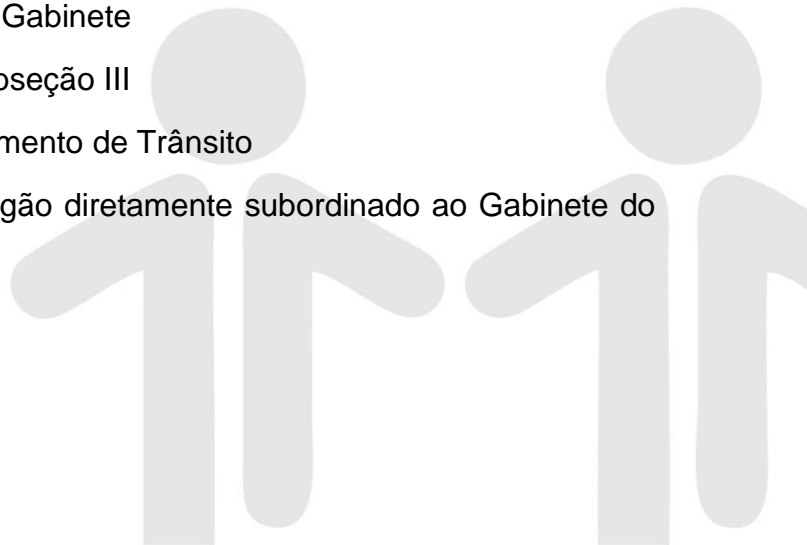 Gabinete
oseção III
mento de Trânsito
gão diretamente subordinado ao Gabinete do